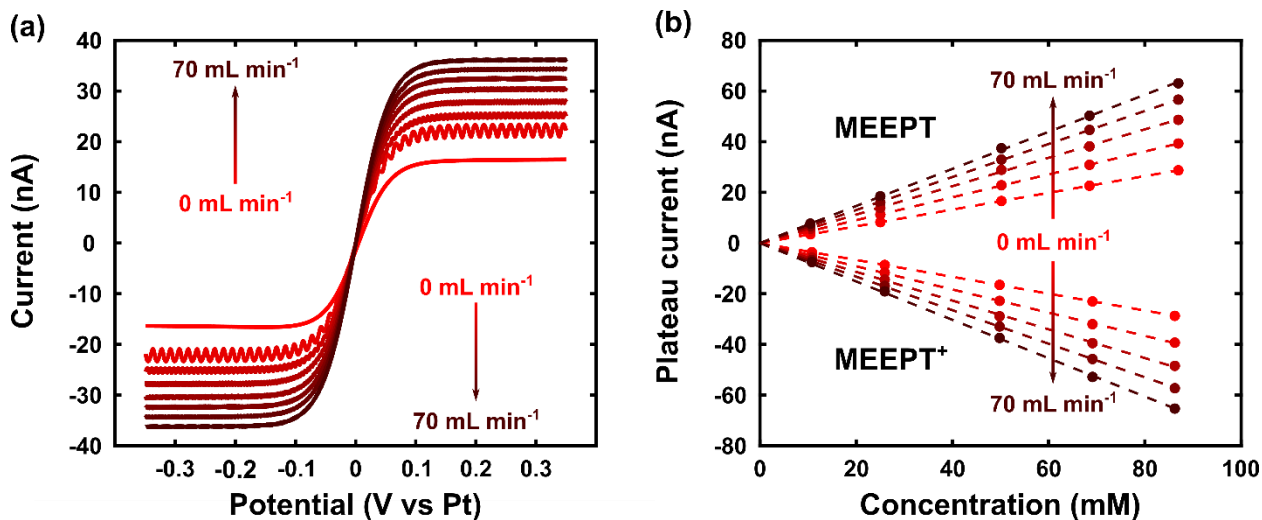 (a)
40
30
20
10
0
-10
-20
-30
-40
Current (nA)
70 mL min⁻¹
0 mL min⁻¹
0 mL min⁻¹
70 mL min⁻¹
-0.3 -0.2 -0.1 0 0.1 0.2 0.3
Potential (V vs Pt)
(b)
80
60
40
20
0
-20
-40
-60
-80
Plateau current (nA)
70 mL min⁻¹
MEEPT
0 mL min⁻¹
MEEPT⁺
70 mL min⁻¹
0 20 40 60 80 100
Concentration (mM)